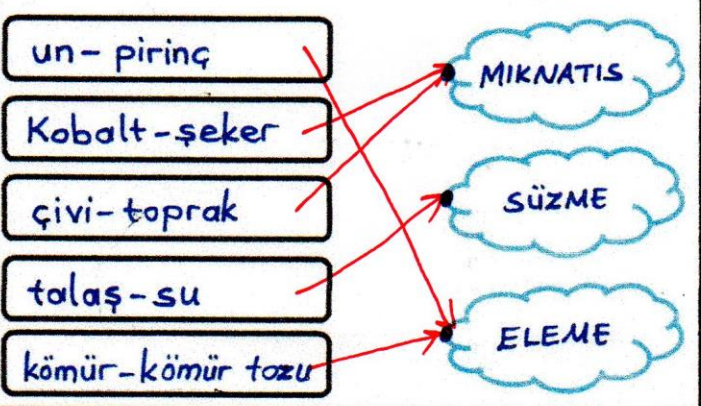 un-pirinç
Kobalt-şeker
çivi-toprak
talaş-su
kömür-kömür tozu
MIKNATIS
SÜZME
ELEME